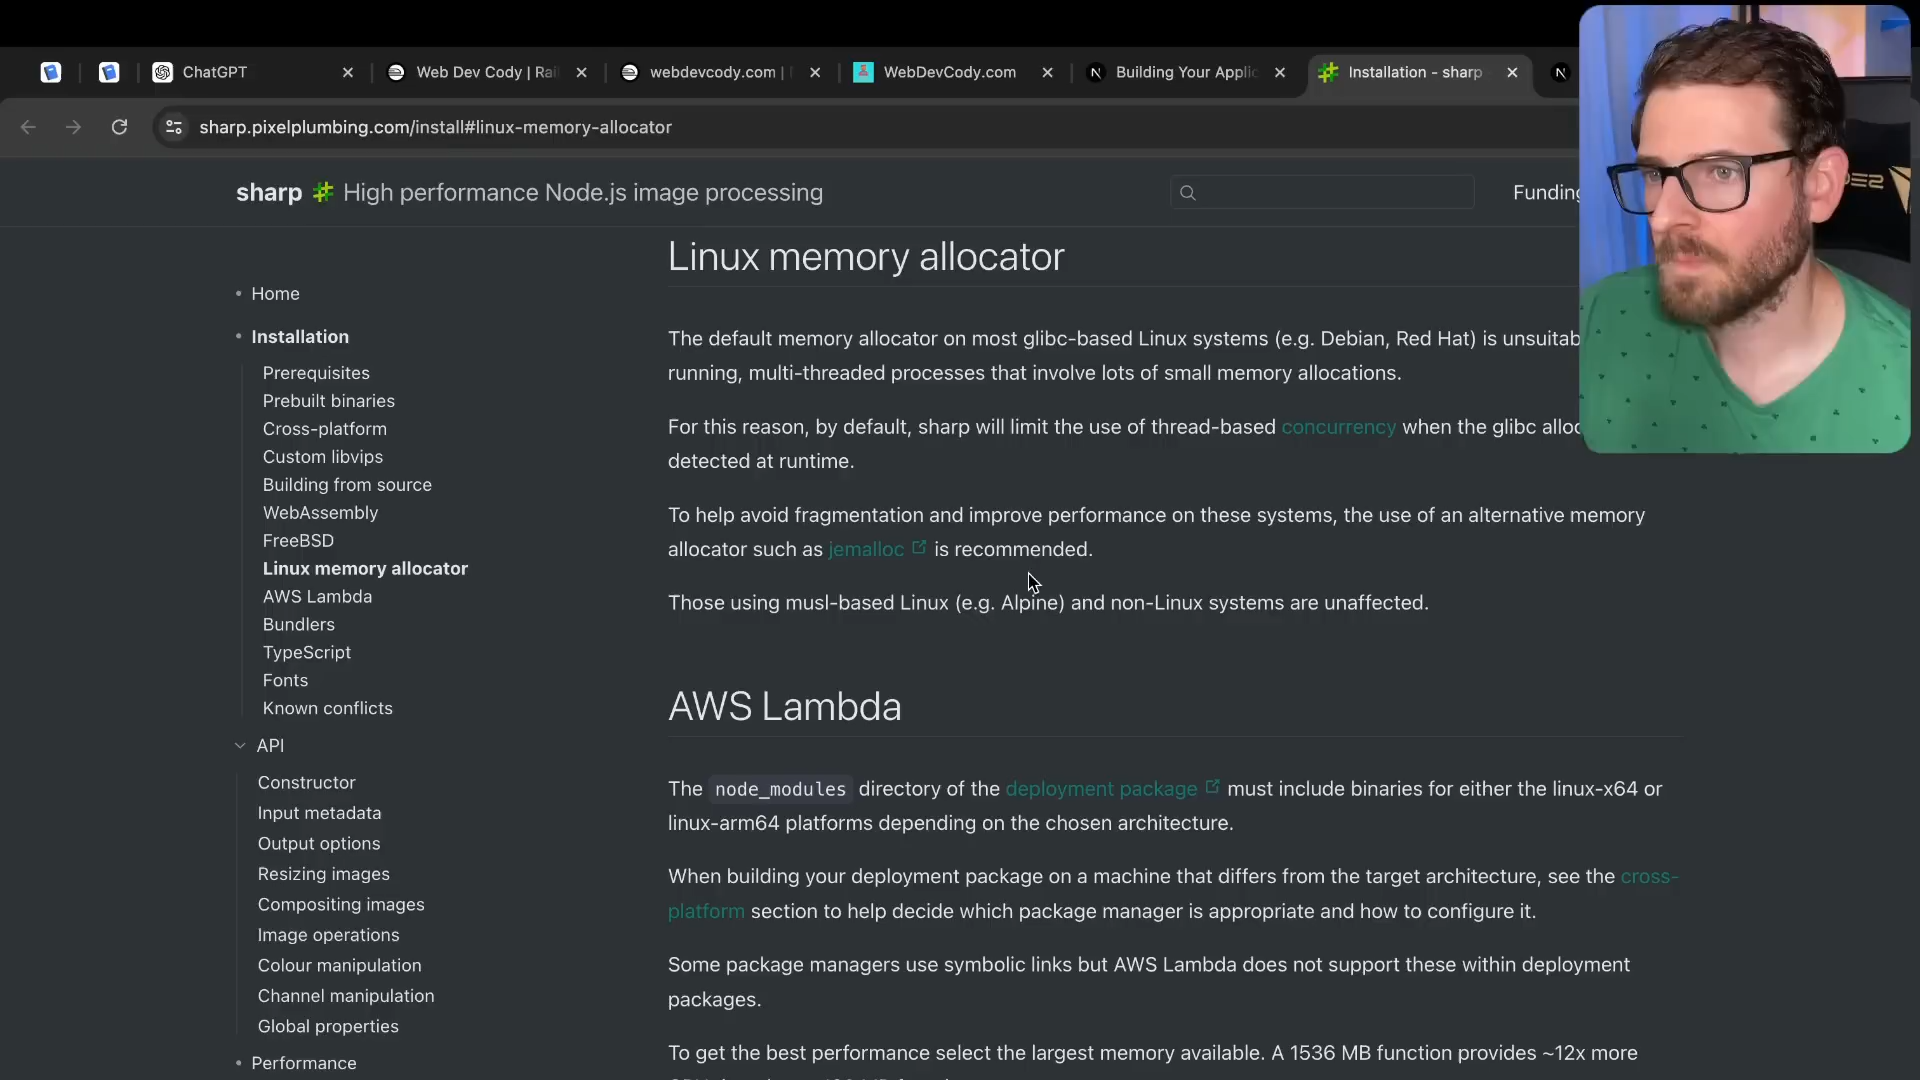 ChatGPT
Web Dev Cody | Rai
webdevcody.com |
WebDevCody.com
Building Your Applic
Installation - sharp
sharp.pixelplumbing.com/install#linux-memory-allocator
sharp High performance Node.js image processing
Funding
Home
Installation
Prerequisites
Prebuilt binaries
Cross-platform
Custom libvips
Building from source
WebAssembly
FreeBSD
Linux memory allocator
AWS Lambda
Bundlers
TypeScript
Fonts
Known conflicts
API
Constructor
Input metadata
Output options
Resizing images
Compositing images
Image operations
Colour manipulation
Channel manipulation
Global properties
Performance
Linux memory allocator
The default memory allocator on most glibc-based Linux systems (e.g. Debian, Red Hat) is unsuitab
running, multi-threaded processes that involve lots of small memory allocations.
For this reason, by default, sharp will limit the use of thread-based concurrency when the glibc alloc
detected at runtime.
To help avoid fragmentation and improve performance on these systems, the use of an alternative memory
allocator such as jemalloc is recommended.
Those using musl-based Linux (e.g. Alpine) and non-Linux systems are unaffected.
AWS Lambda
The node_modules directory of the deployment package must include binaries for either the linux-x64 or
linux-arm64 platforms depending on the chosen architecture.
When building your deployment package on a machine that differs from the target architecture, see the cross-
platform section to help decide which package manager is appropriate and how to configure it.
Some package managers use symbolic links but AWS Lambda does not support these within deployment
packages.
To get the best performance select the largest memory available. A 1536 MB function provides ~12x more